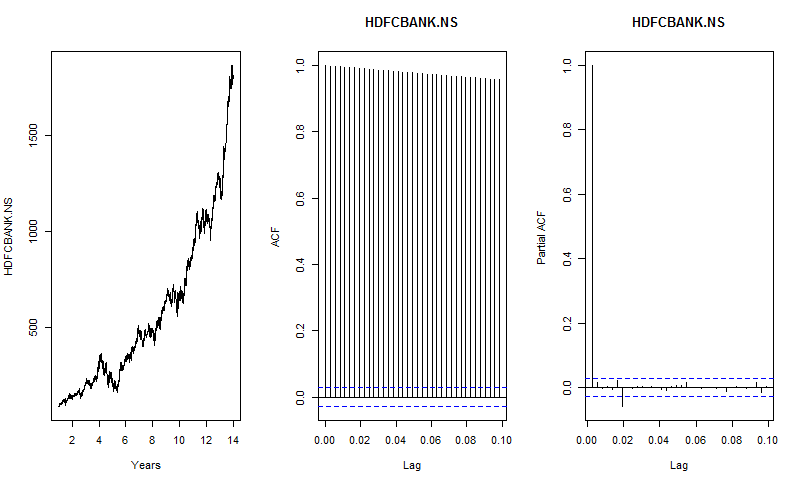 HDFCBANK.NS
500 1000 1500
2 4 6 8 10 12 14
Years
HDFCBANK.NS
ACF
0.0 0.2 0.4 0.6 0.8 1.0
0.00 0.02 0.04 0.06 0.08 0.10
Lag
HDFCBANK.NS
Partial ACF
0.0 0.2 0.4 0.6 0.8 1.0
0.00 0.02 0.04 0.06 0.08 0.10
Lag